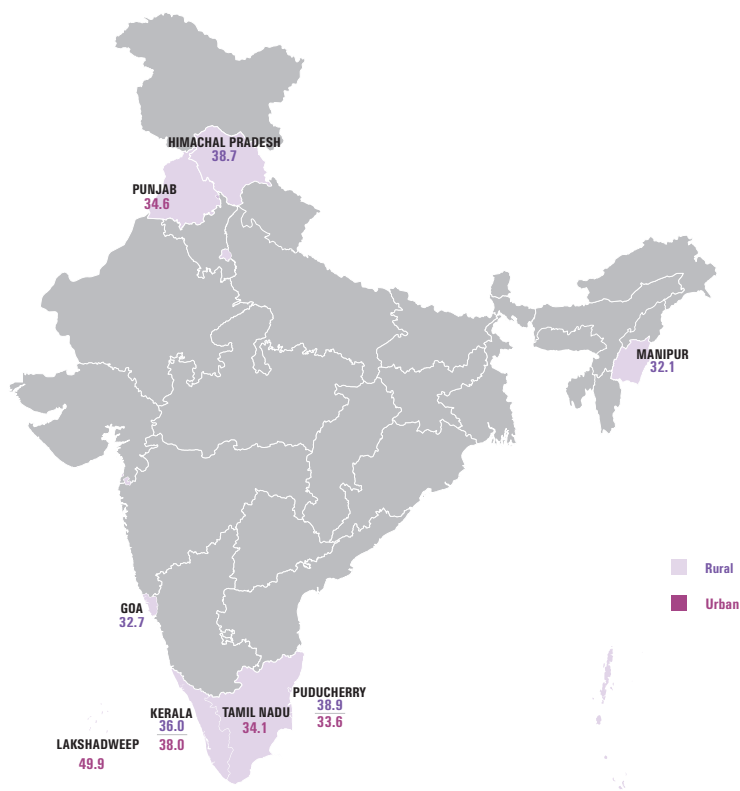 HIMACHAL PRADESH
38.7
PUNJAB
34.6
MANIPUR
32.1
Rural
Urban
GOA
32.7
PUDUCHERRY
38.9
33.6
KERALA
36.0
38.0
TAMIL NADU
34.1
LAKSHADWEEP
49.9